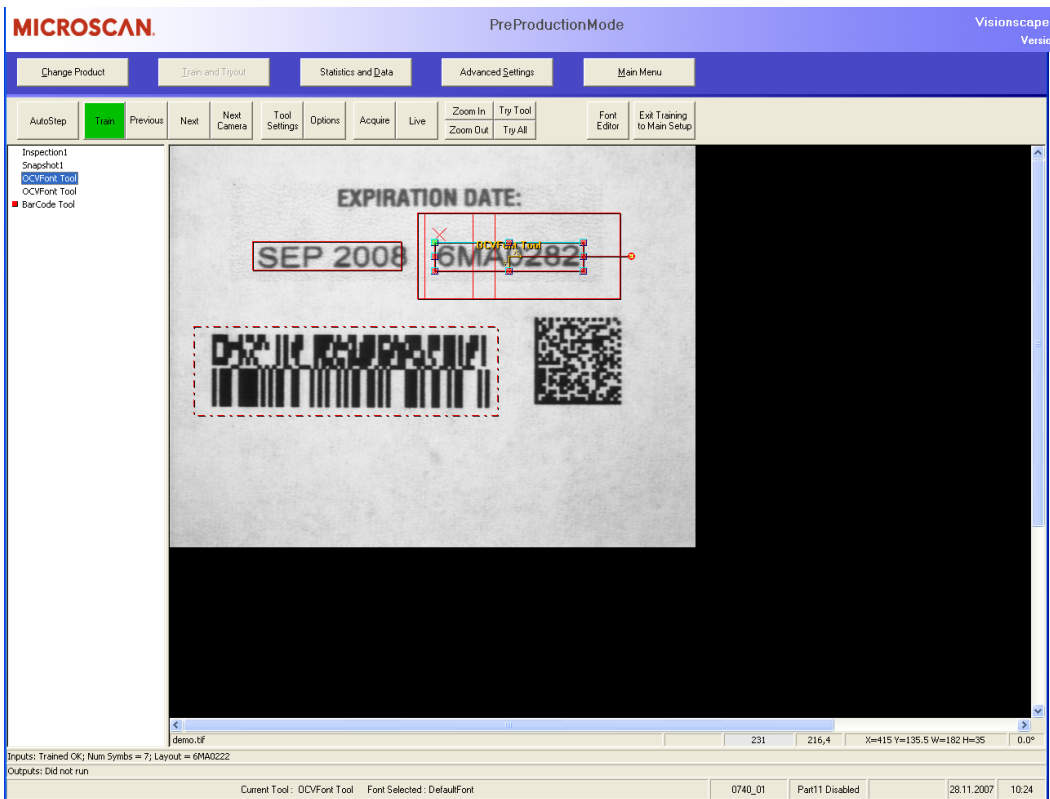 MICROSCAN.
PreProductionMode
Visionscape
Versio
Change Product
Train and Tryout
Statistics and Data
Advanced Settings
Main Menu
AutoStep
Train
Previous
Next
Next Camera
Tool Settings
Options
Acquire
Live
Zoom In
Try Tool
Zoom Out
Try All
Font Editor
Exit Training to Main Setup
Inspection1
Snapshot1
OCVFont Tool
OCVFont Tool
BarCode Tool
EXPIRATION DATE:
OCVFont Tool
SEP 2008 6MA0282
demo.tif
231
216,4
X=415 Y=135.5 W=182 H=35
0.0°
Inputs: Trained OK; Num Symbs = 7; Layout = 6MA0222
Outputs: Did not run
Current Tool : OCVFont Tool Font Selected : DefaultFont
0740_01
Part11 Disabled
28.11.2007
10:24